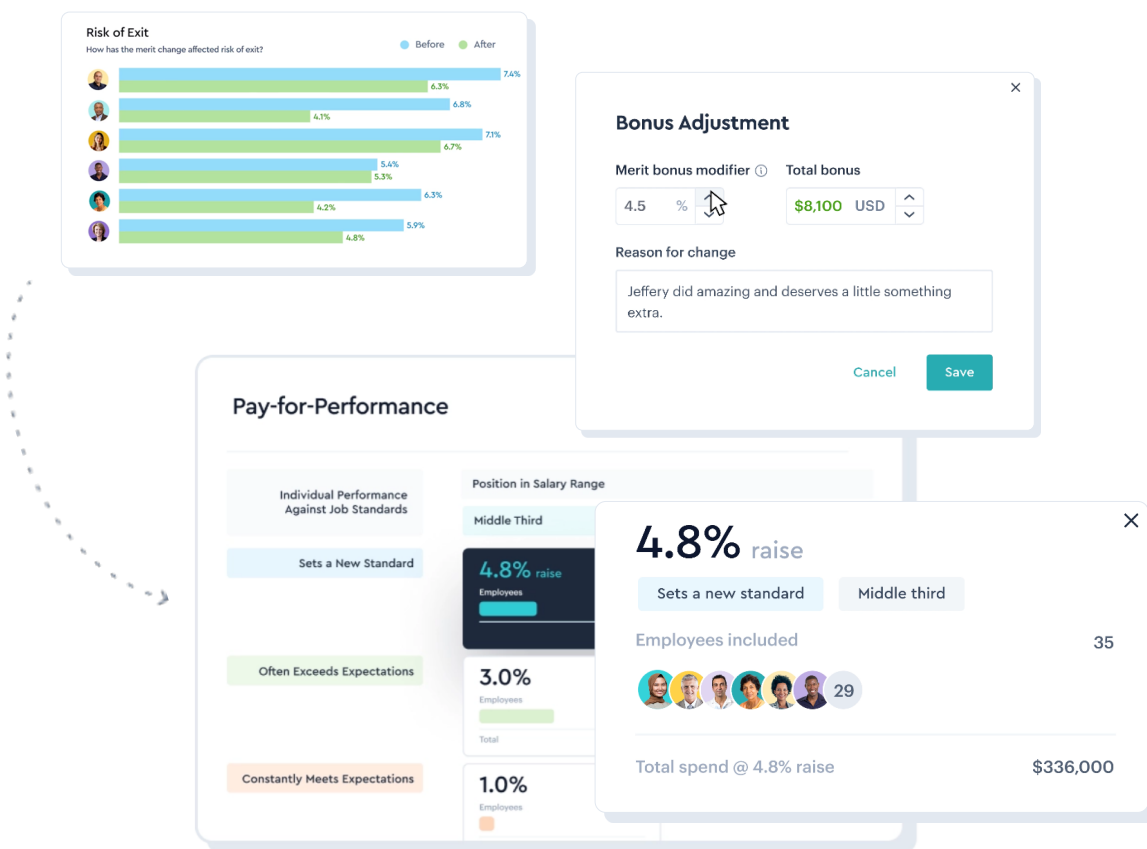 Risk of Exit
How has the merit change affected risk of exit?
Before
After
7.4%
6.3%
6.8%
4.1%
7.1%
6.7%
5.4%
5.3%
6.3%
4.2%
5.9%
4.8%
Bonus Adjustment
Merit bonus modifier
Total bonus
4.5 %
$8,100 USD
Reason for change
Jeffery did amazing and deserves a little something
extra.
Cancel
Save
Pay-for-Performance
Individual Performance
Against Job Standards
Position in Salary Range
Middle Third
Sets a New Standard
4.8% raise
Employees
Often Exceeds Expectations
3.0%
Employees
Total
Constantly Meets Expectations
1.0%
Employees
4.8% raise
Sets a new standard
Middle third
Employees included
35
29
Total spend @ 4.8% raise
$336,000